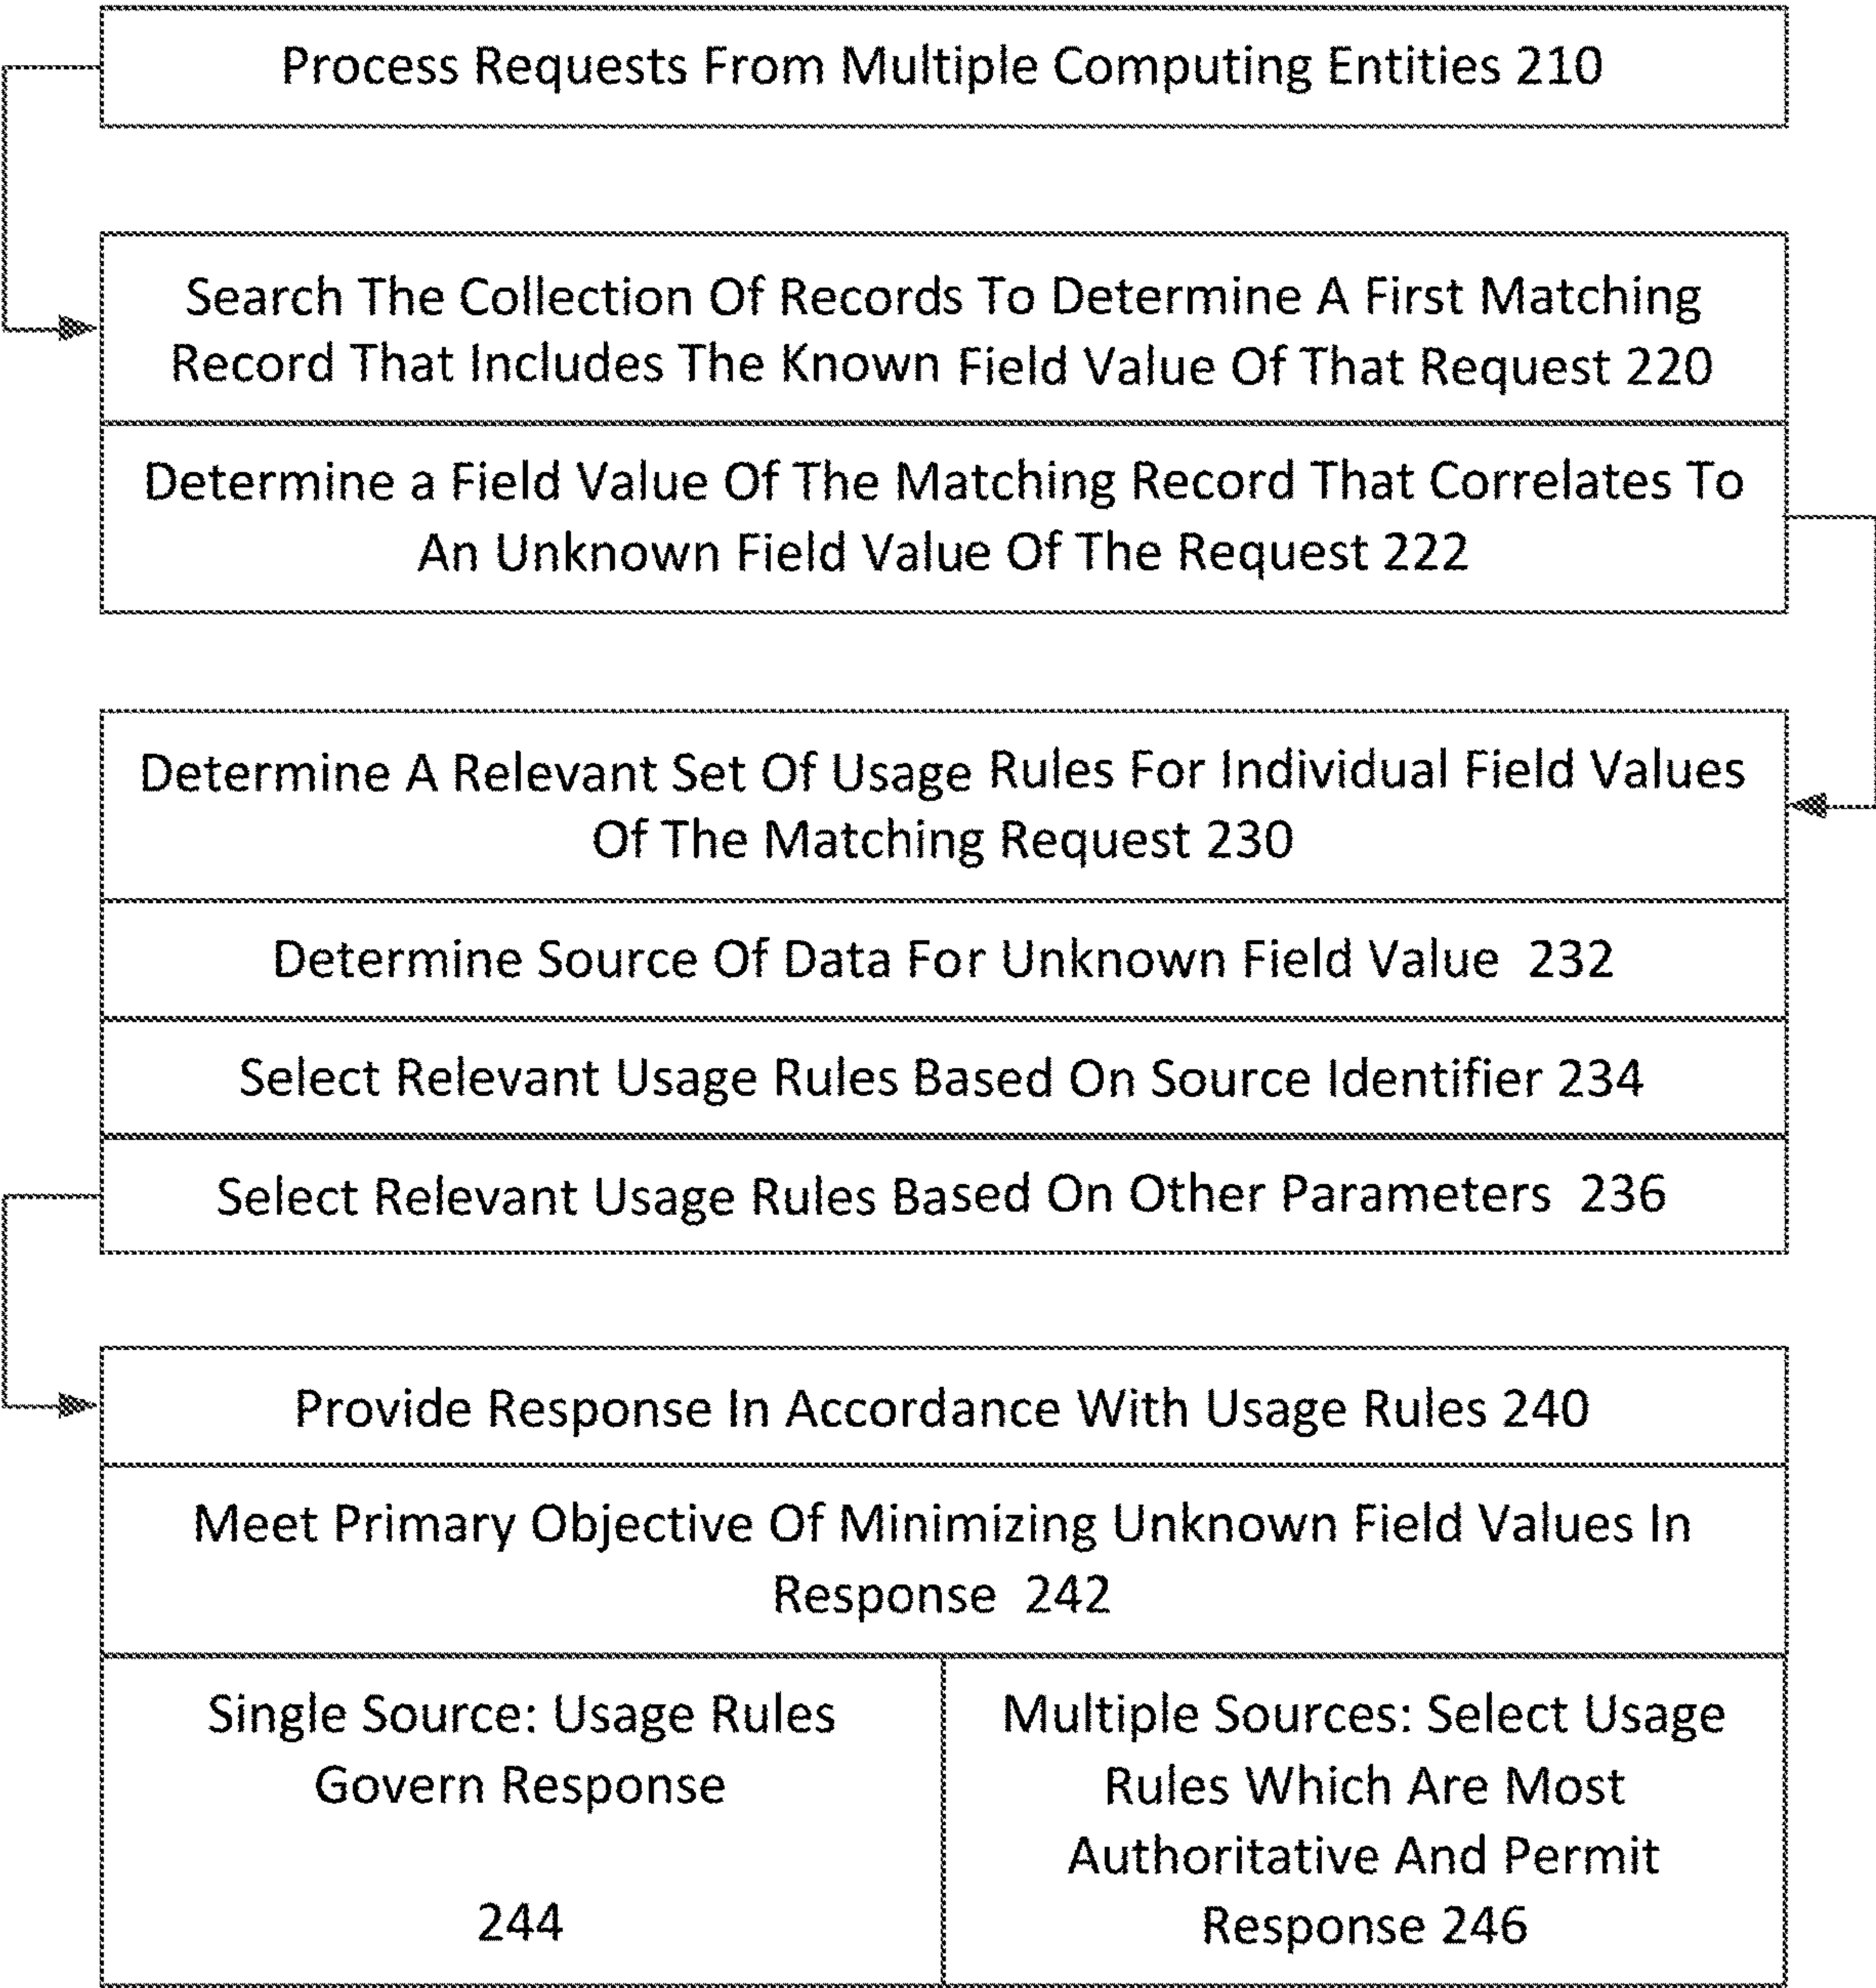 Process Requests From Multiple Computing Entities 210
Search The Collection Of Records To Determine A First Matching
Record That Includes The Known Field Value Of That Request 220
Determine a Field Value Of The Matching Record That Correlates To
An Unknown Field Value Of The Request 222
Determine A Relevant Set Of Usage Rules For Individual Field Values
Of The Matching Request 230
Determine Source Of Data For Unknown Field Value 232
Select Relevant Usage Rules Based On Source Identifier 234
Select Relevant Usage Rules Based On Other Parameters 236
Provide Response In Accordance With Usage Rules 240
Meet Primary Objective Of Minimizing Unknown Field Values In
Response 242
Single Source: Usage Rules
Govern Response
244
Multiple Sources: Select Usage
Rules Which Are Most
Authoritative And Permit
Response 246